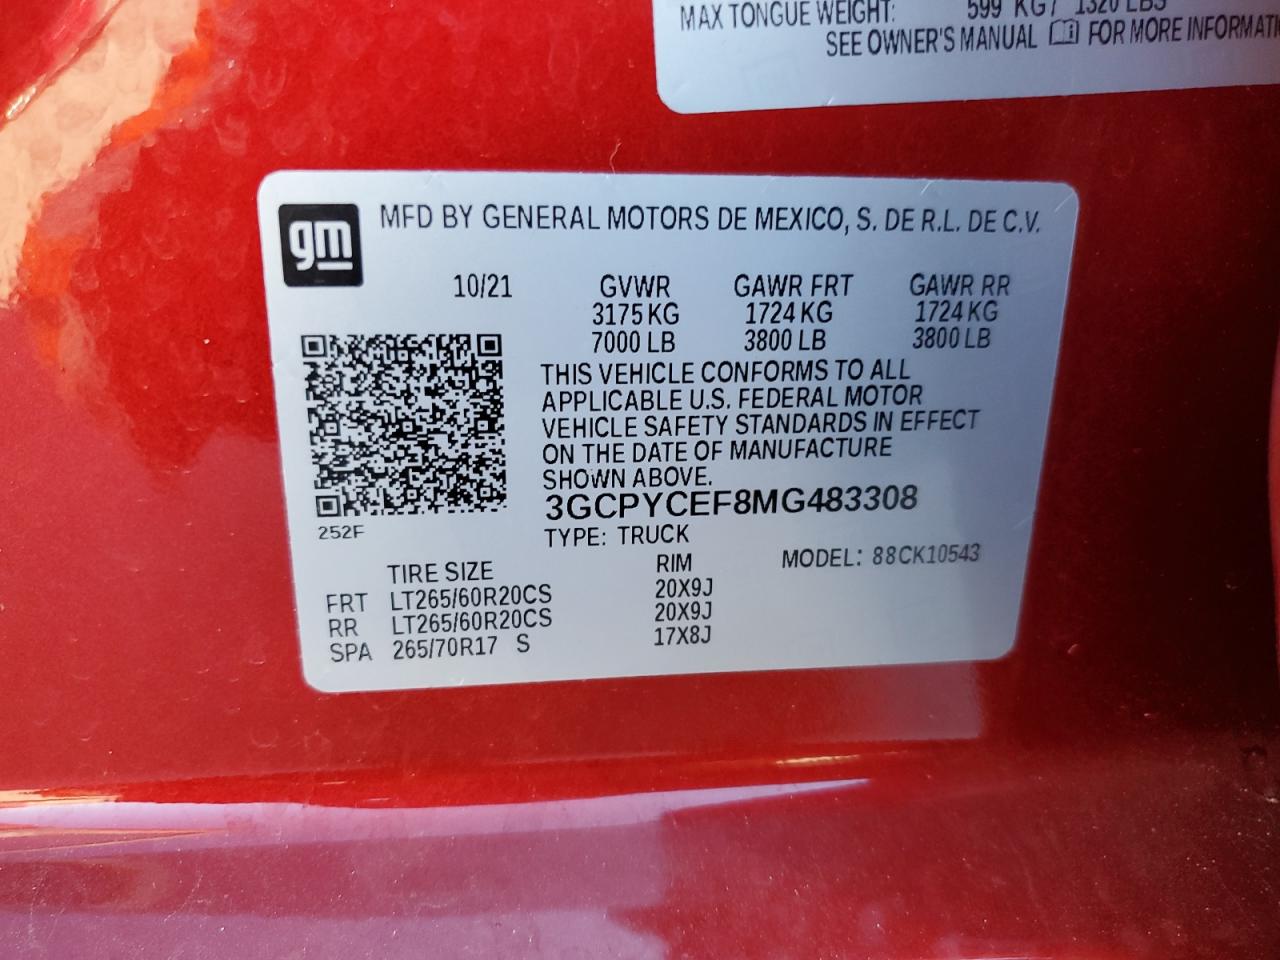 MAX TONGUE WEIGHT: 599 KG / 1320 LBS
SEE OWNER'S MANUAL FOR MORE INFORMATI
gm
MFD BY GENERAL MOTORS DE MEXICO, S. DE R.L. DE C.V.
10/21 GVWR GAWR FRT GAWR RR
3175 KG 1724 KG 1724 KG
7000 LB 3800 LB 3800 LB
THIS VEHICLE CONFORMS TO ALL
APPLICABLE U.S. FEDERAL MOTOR
VEHICLE SAFETY STANDARDS IN EFFECT
ON THE DATE OF MANUFACTURE
SHOWN ABOVE.
3GCPYCEF8MG483308
252F
TYPE: TRUCK
MODEL: 88CK10543
TIRE SIZE RIM
FRT LT265/60R20CS 20X9J
RR LT265/60R20CS 20X9J
SPA 265/70R17 S 17X8J